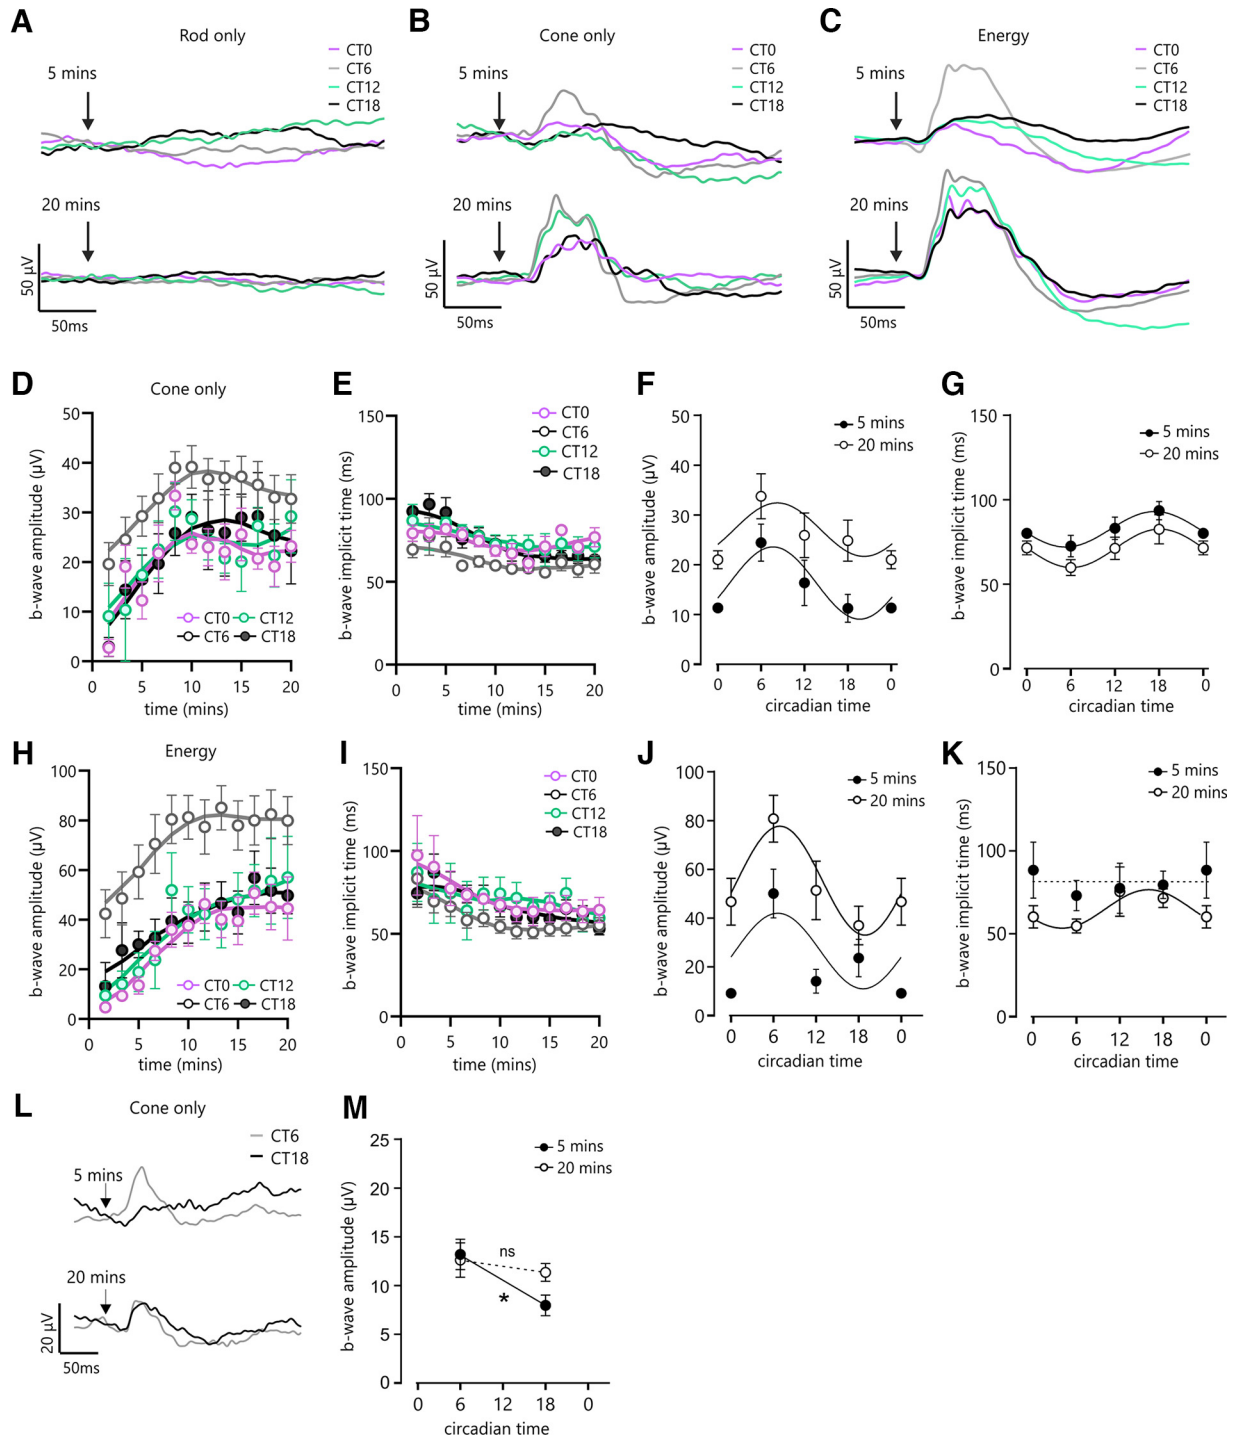 A
Rod only
CT0
CT6
CT12
CT18
5 mins
20 mins
50 µV
50ms
B
Cone only
CT0
CT6
CT12
CT18
5 mins
20 mins
50 µV
50ms
C
Energy
CT0
CT6
CT12
CT18
5 mins
20 mins
50 µV
50ms
D
Cone only
b-wave amplitude (µV)
50
40
30
20
10
0
0 5 10 15 20
time (mins)
CT0 CT12
CT6 CT18
E
b-wave implicit time (ms)
150
100
50
0
0 5 10 15 20
time (mins)
CT0
CT6
CT12
CT18
F
b-wave amplitude (µV)
50
40
30
20
10
0
0 6 12 18 0
circadian time
5 mins
20 mins
G
b-wave implicit time (ms)
150
100
50
0
0 6 12 18 0
circadian time
5 mins
20 mins
H
Energy
b-wave amplitude (µV)
100
80
60
40
20
0
0 5 10 15 20
time (mins)
CT0 CT12
CT6 CT18
I
b-wave implicit time (ms)
150
100
50
0
0 5 10 15 20
time (mins)
CT0
CT6
CT12
CT18
J
b-wave amplitude (µV)
100
80
60
40
20
0
0 6 12 18 0
circadian time
5 mins
20 mins
K
b-wave implicit time (ms)
150
100
50
0
0 6 12 18 0
circadian time
5 mins
20 mins
L
Cone only
CT6
CT18
5 mins
20 mins
20 µV
50ms
M
b-wave amplitude (µV)
25
20
15
10
5
0
0 6 12 18 0
circadian time
5 mins
20 mins
ns
*